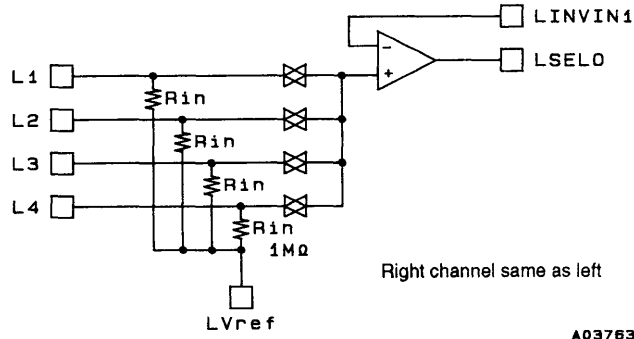 LINVIN1
LSELO
L1
Rin
L2
Rin
L3
Rin
L4
Rin
1MΩ
Right channel same as left
LVref
A03763